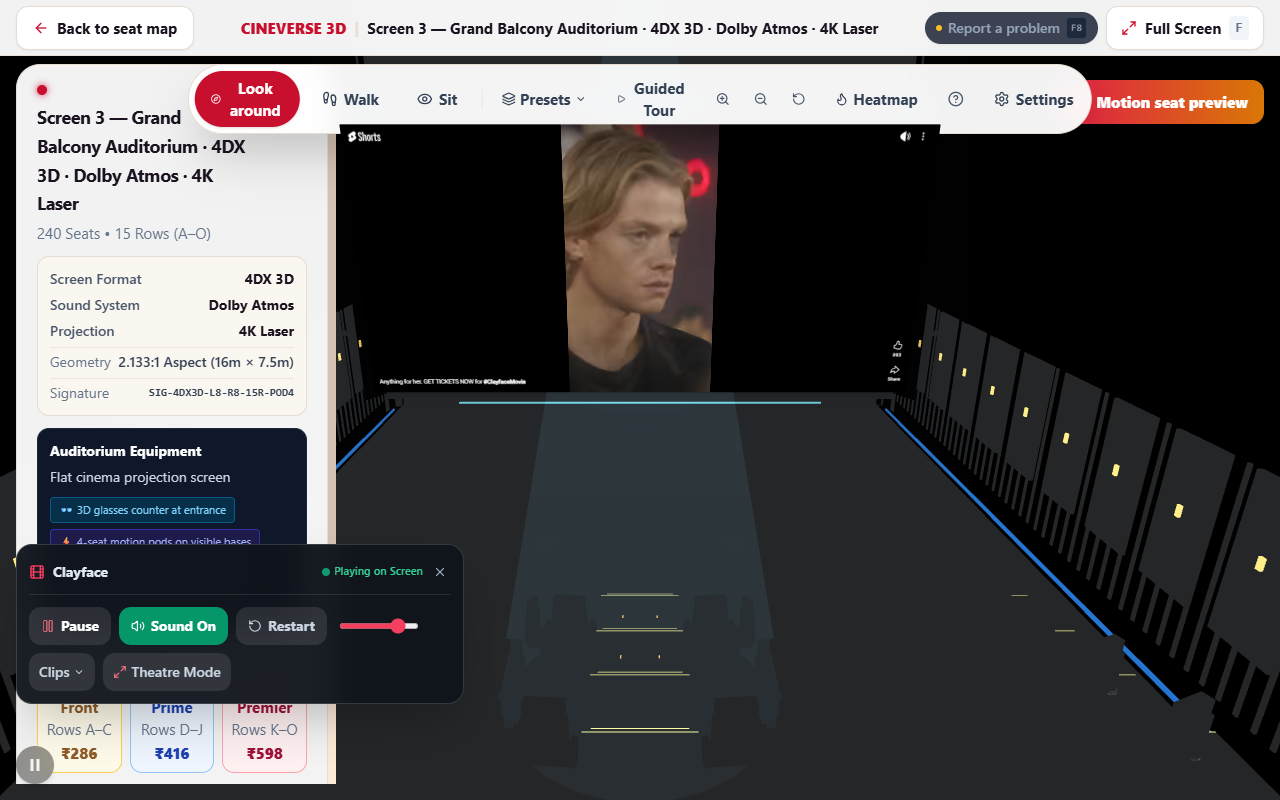 Back to seat map
CINEVERSE 3D | Screen 3 — Grand Balcony Auditorium · 4DX 3D · Dolby Atmos · 4K Laser
Report a problem F8
Full Screen F
Look around
Walk
Sit
Presets
Guided Tour
Heatmap
Settings
Motion seat preview
Screen 3 — Grand
Balcony Auditorium · 4DX
3D · Dolby Atmos · 4K
Laser
240 Seats • 15 Rows (A–O)
Screen Format 4DX 3D
Sound System Dolby Atmos
Projection 4K Laser
Geometry 2.133:1 Aspect (16m × 7.5m)
Signature SIG-4DX3D-L8-R8-15R-POD4
Auditorium Equipment
Flat cinema projection screen
3D glasses counter at entrance
4-seat motion pods on visible bases
Shorts
Anything for her. GET TICKETS NOW for #ClayfaceMovie
Share
Clayface
Playing on Screen
Pause
Sound On
Restart
Clips
Theatre Mode
Front
Rows A–C
₹286
Prime
Rows D–J
₹416
Premier
Rows K–O
₹598